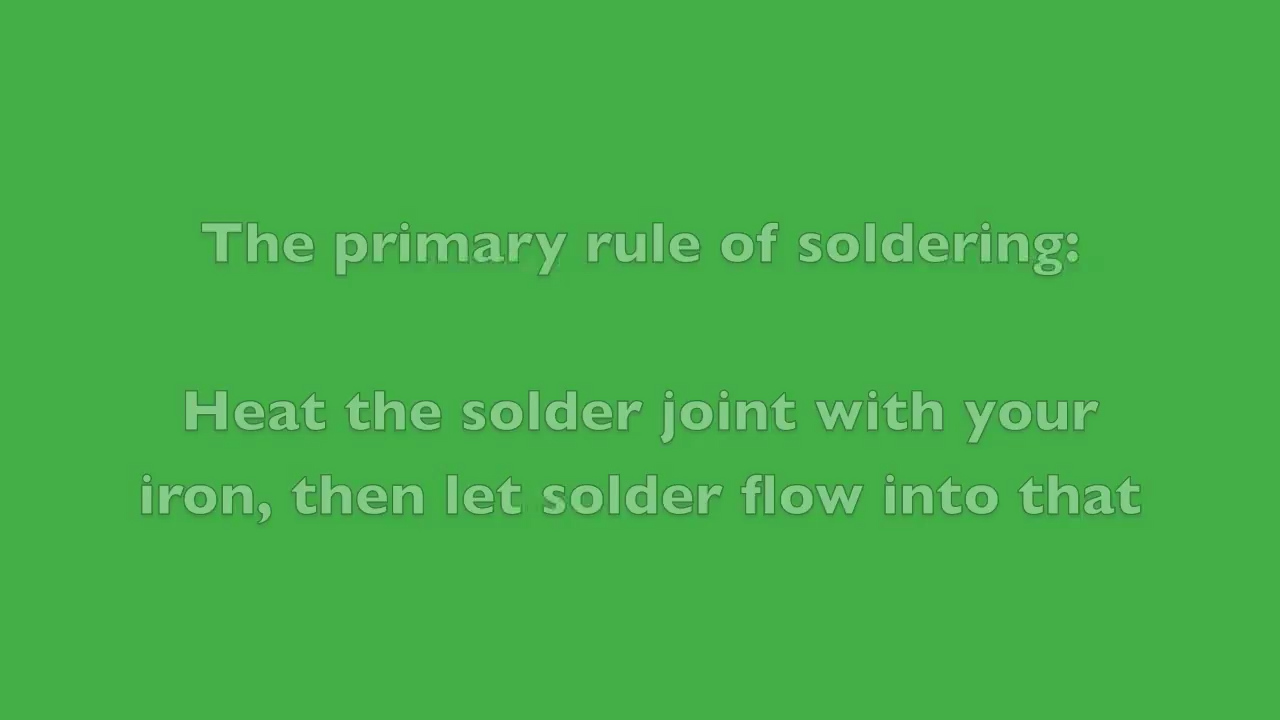 The primary rule of soldering:
Heat the solder joint with your
iron, then let solder flow into that